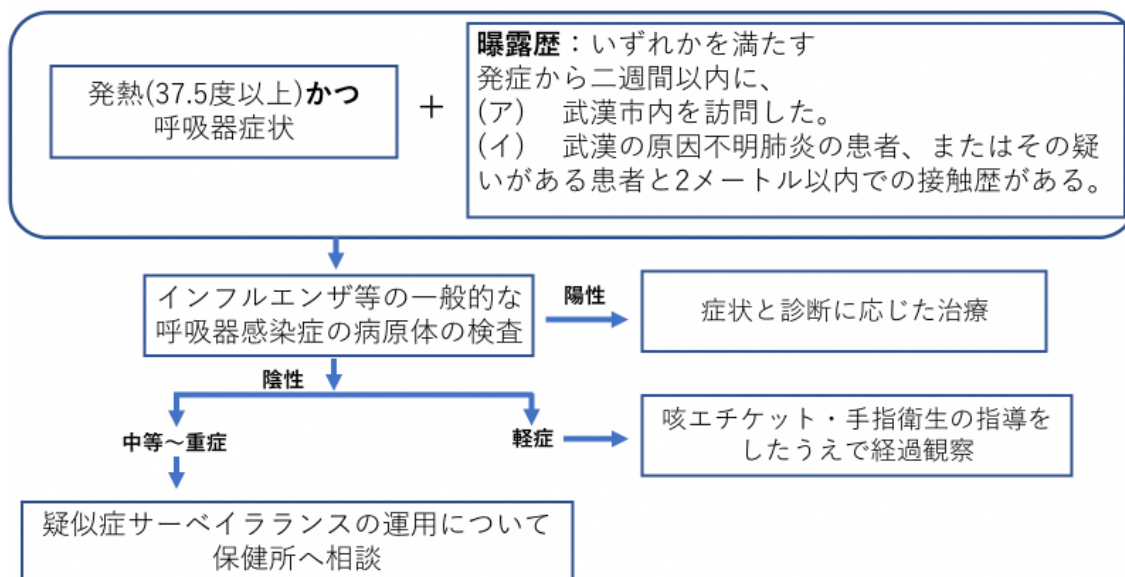 発熱(37.5度以上)かつ
呼吸器症状
+
曝露歴：いずれかを満たす
発症から二週間以内に、
(ア)　武漢市内を訪問した。
(イ)　武漢の原因不明肺炎の患者、またはその疑
いがある患者と2メートル以内での接触歴がある。
インフルエンザ等の一般的な
呼吸器感染症の病原体の検査
陽性
症状と診断に応じた治療
陰性
中等～重症
軽症
咳エチケット・手指衛生の指導を
したうえで経過観察
疑似症サーベイラランスの運用について
保健所へ相談